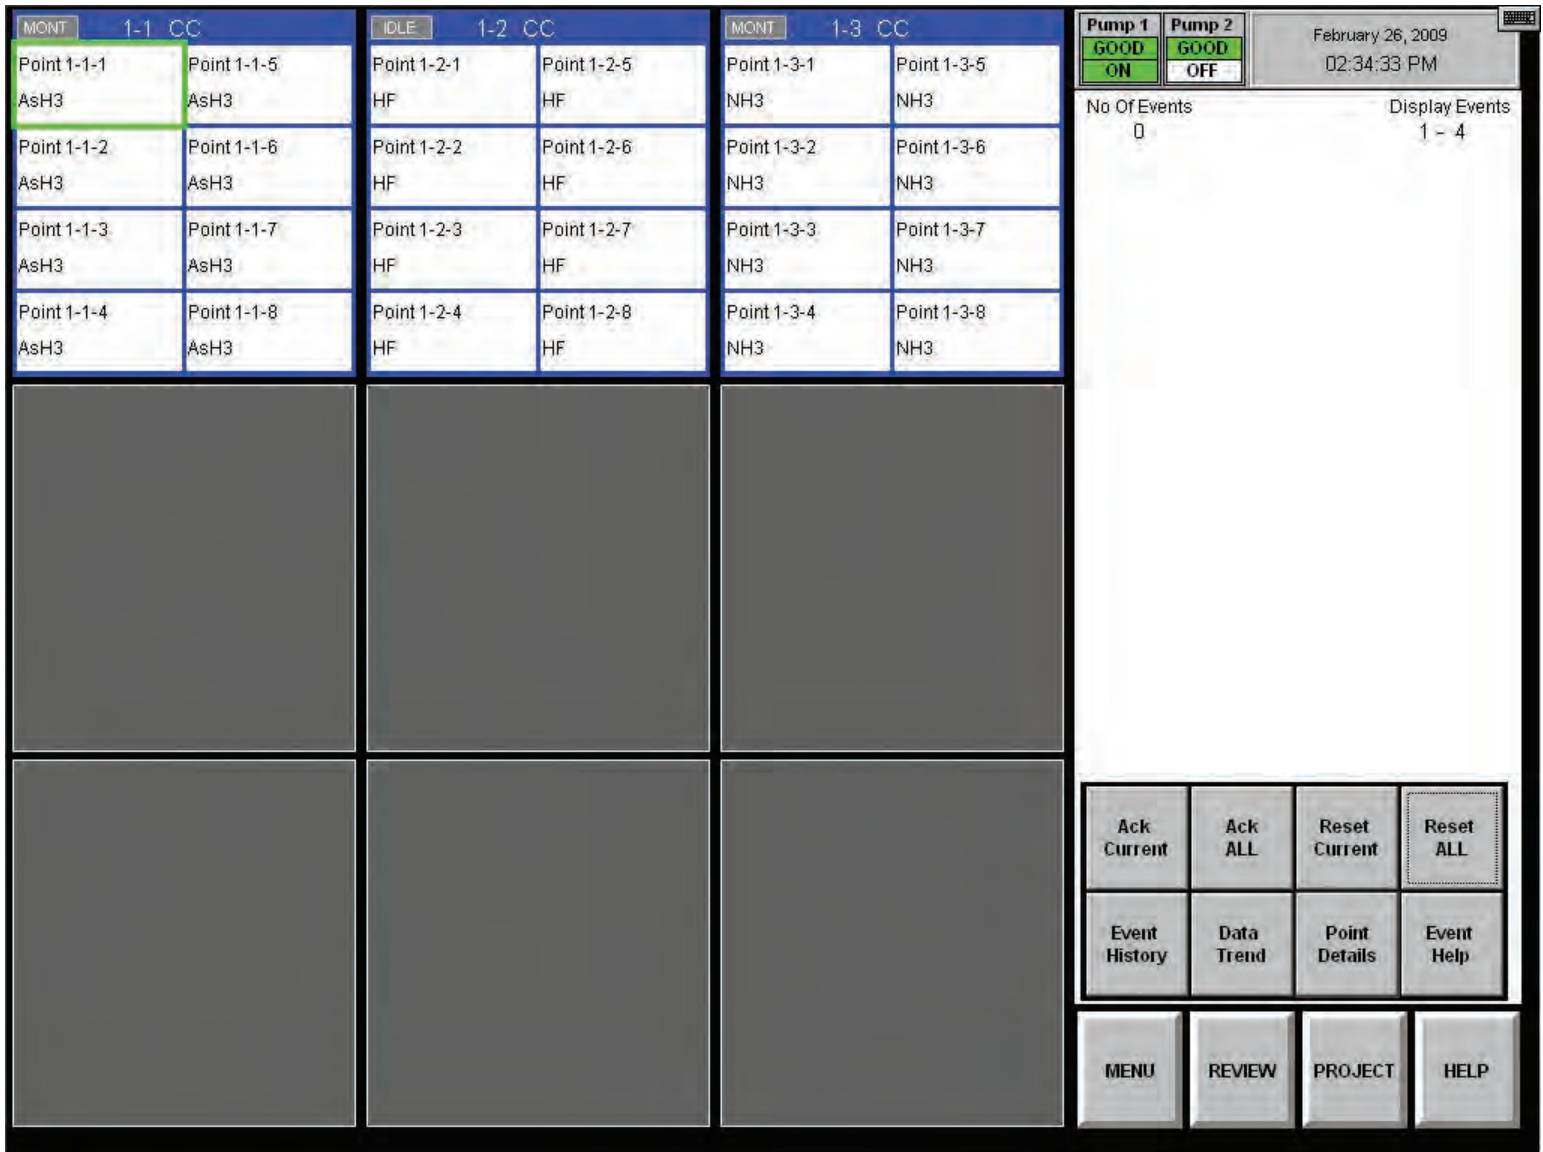 MONT 1-1 CC
Point 1-1-1 Point 1-1-5
AsH3 AsH3
Point 1-1-2 Point 1-1-6
AsH3 AsH3
Point 1-1-3 Point 1-1-7
AsH3 AsH3
Point 1-1-4 Point 1-1-8
AsH3 AsH3
IDLE 1-2 CC
Point 1-2-1 Point 1-2-5
HF HF
Point 1-2-2 Point 1-2-6
HF HF
Point 1-2-3 Point 1-2-7
HF HF
Point 1-2-4 Point 1-2-8
HF HF
MONT 1-3 CC
Point 1-3-1 Point 1-3-5
NH3 NH3
Point 1-3-2 Point 1-3-6
NH3 NH3
Point 1-3-3 Point 1-3-7
NH3 NH3
Point 1-3-4 Point 1-3-8
NH3 NH3
Pump 1 Pump 2
GOOD GOOD
ON OFF
February 26, 2009
02:34:33 PM
No Of Events Display Events
0 1 - 4
Ack Current
Ack ALL
Reset Current
Reset ALL
Event History
Data Trend
Point Details
Event Help
MENU REVIEW PROJECT HELP